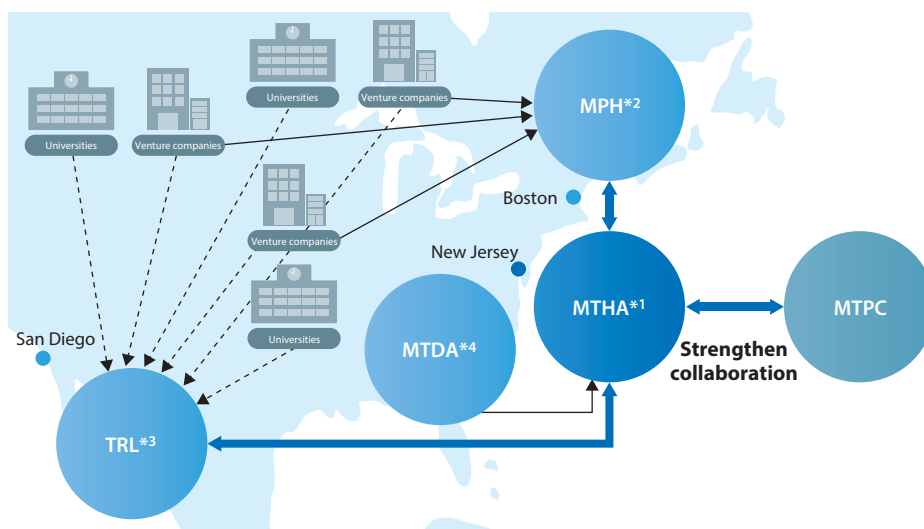 Universities
Venture companies
MPH*2
Universities
Venture companies
Boston
Venture companies
New Jersey
MTHA*1
MTPC
Universities
San Diego
MTDA*4
Strengthen
collaboration
TRL*3